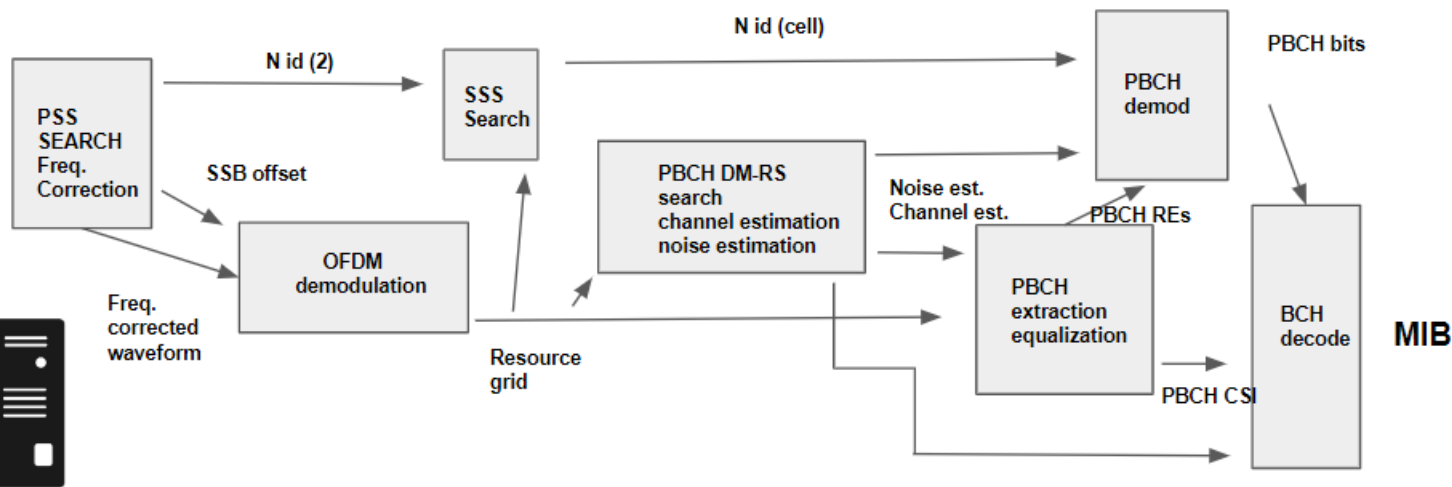 N id (cell)
PBCH bits
N id (2)
PSS
SEARCH
Freq.
Correction
SSS
Search
PBCH
demod
SSB offset
PBCH DM-RS
search
channel estimation
noise estimation
Noise est.
Channel est.
PBCH REs
OFDM
demodulation
PBCH
extraction
equalization
BCH
decode
MIB
Freq.
corrected
waveform
Resource
grid
PBCH CSI